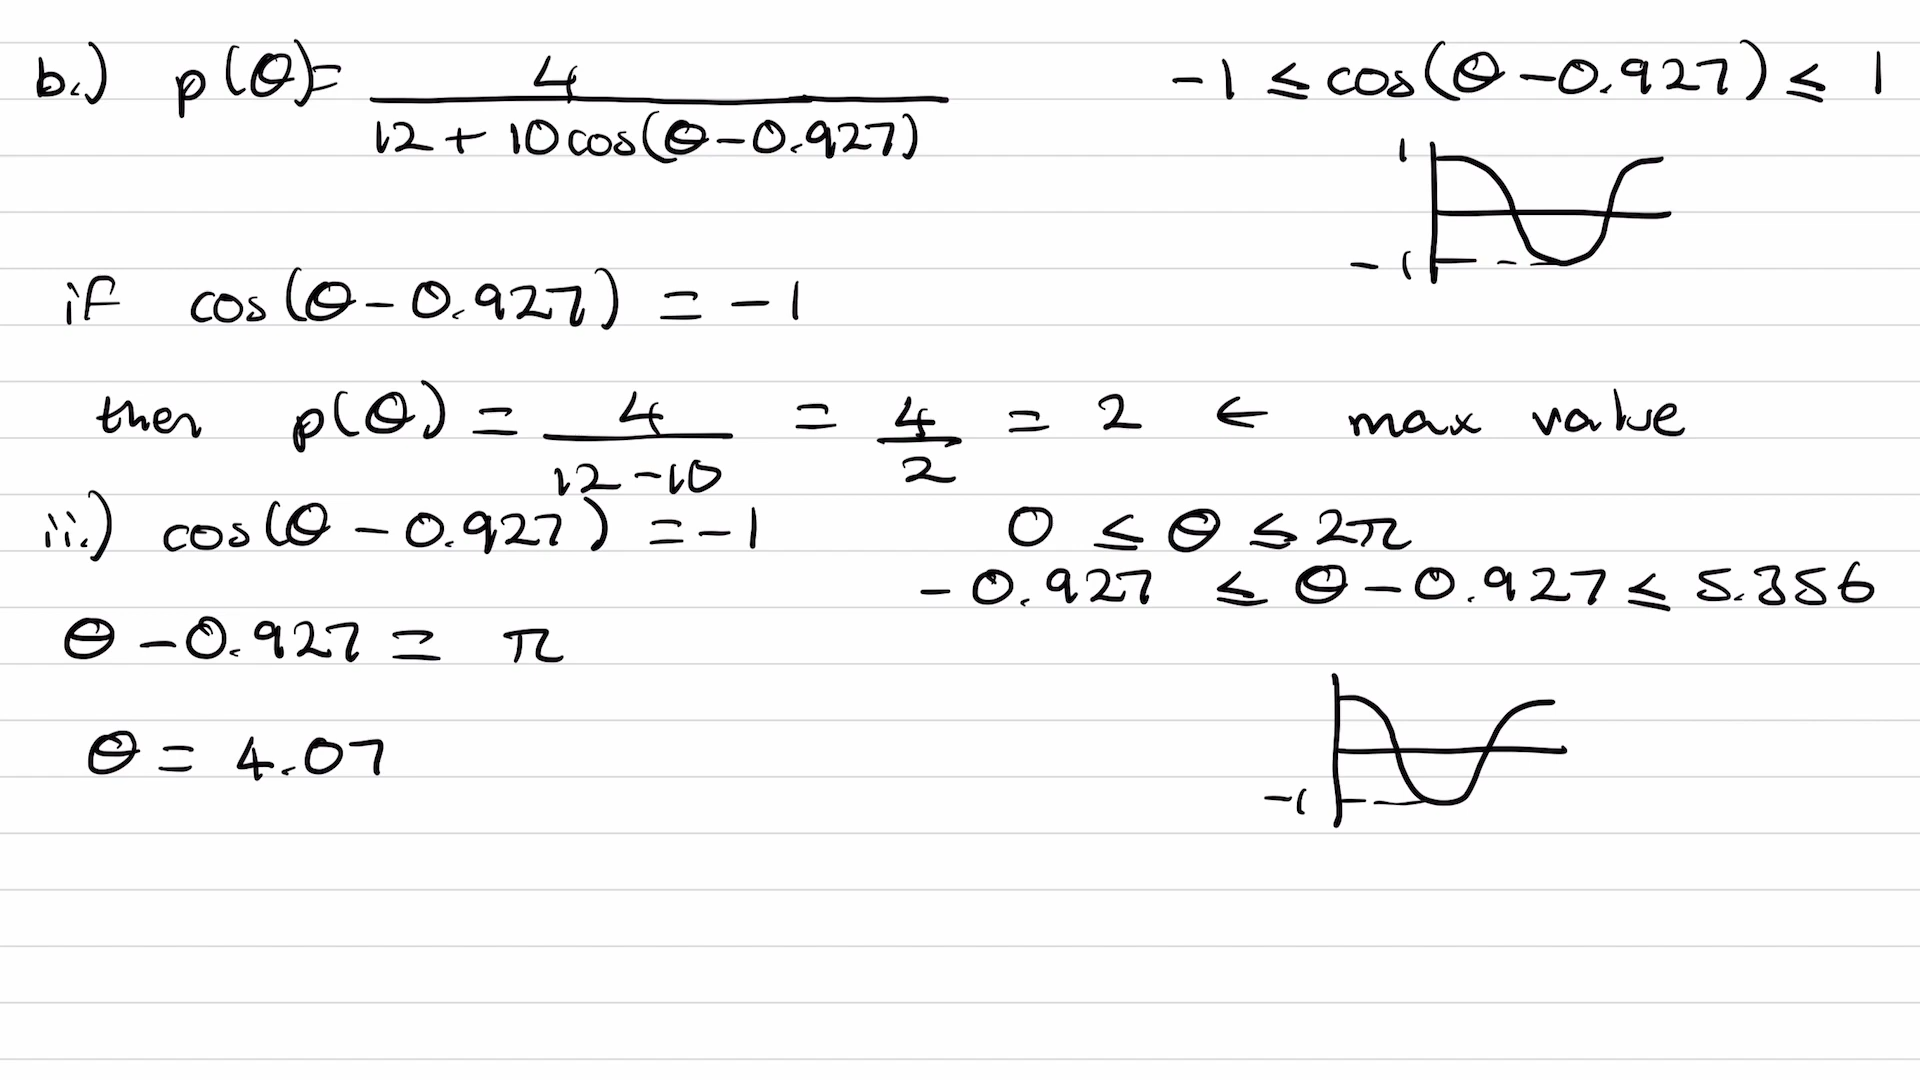 b.) p(θ)= 4 / 12 + 10cos(θ-0.927)
-1 ≤ cos(θ-0.927) ≤ 1
1
-1
if cos(θ-0.927) = -1
then p(θ) = 4 / 12-10 = 4 / 2 = 2 ← max value
ii.) cos(θ - 0.927) = -1
0 ≤ θ ≤ 2π
-0.927 ≤ θ-0.927 ≤ 5.356
θ - 0.927 = π
θ = 4.07
-1